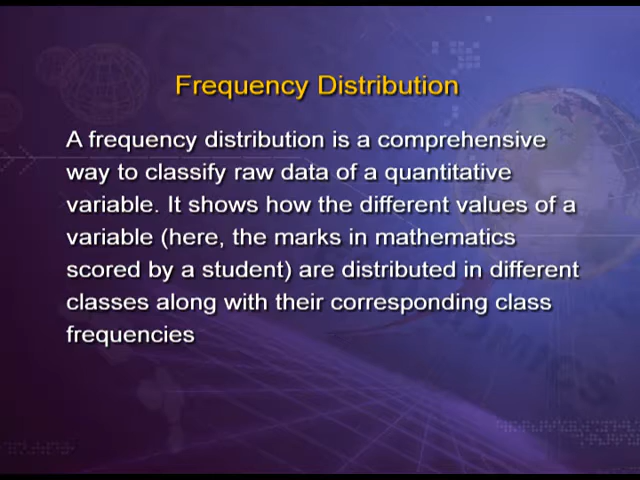 Frequency Distribution
A frequency distribution is a comprehensive
way to classify raw data of a quantitative
variable. It shows how the different values of a
variable (here, the marks in mathematics
scored by a student) are distributed in different
classes along with their corresponding class
frequencies